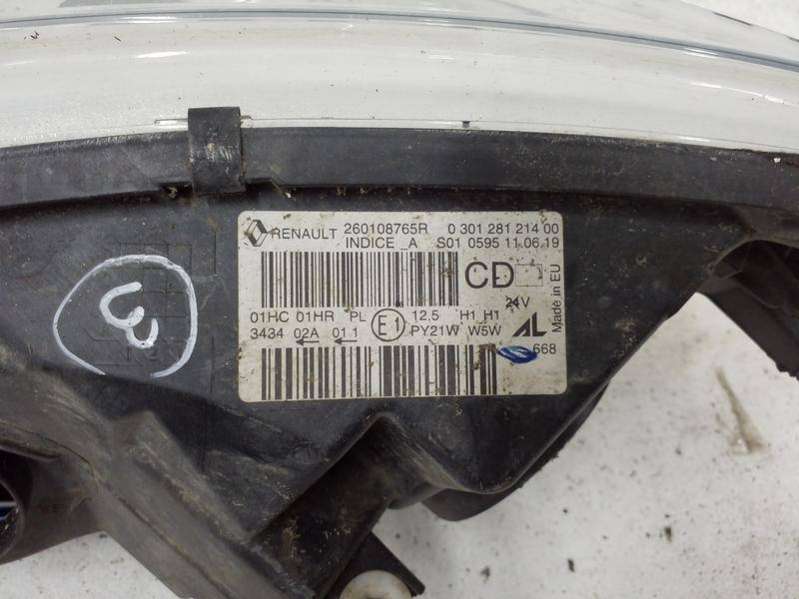 RENAULT 260108765R 0 301 281 214 00
INDICE _A S01 0595 11.06.19
CD
24V
Made in EU
01HC 01HR PL E1 12.5 H1 H1
3434 02A 01 1 PY21W W5W AL
668
3